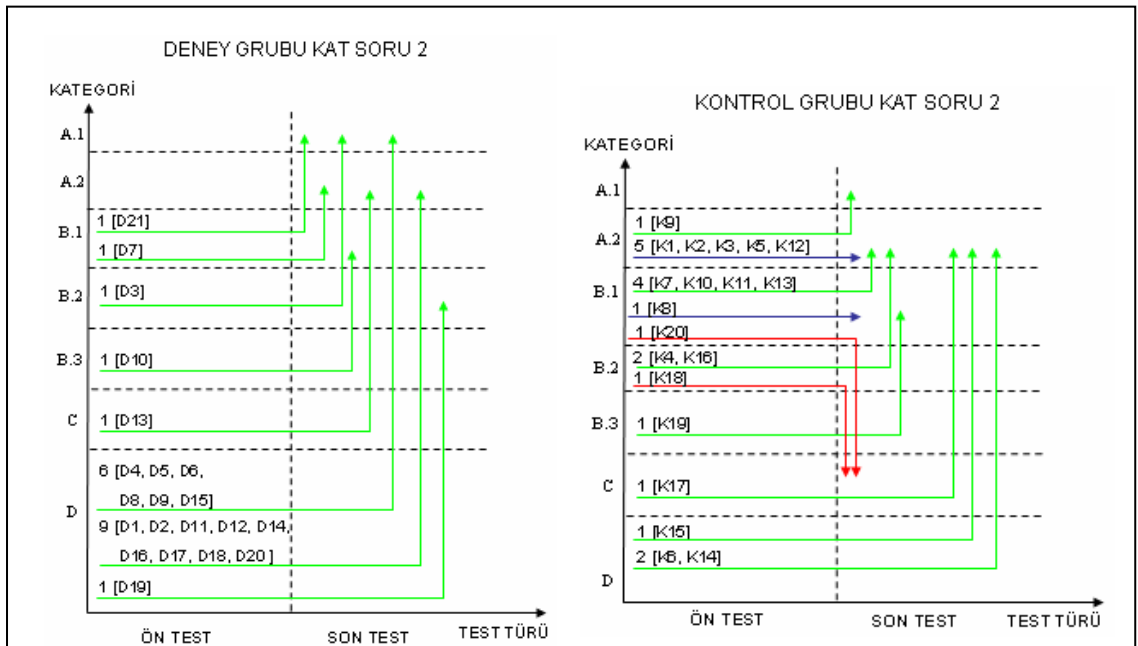 DENEY GRUBU KAT SORU 2
KATEGORİ
A.1
A.2
B.1
1 [D21]
1 [D7]
B.2
1 [D3]
B.3
1 [D10]
C
1 [D13]
D
6 [D4, D5, D6,
D8, D9, D15]
9 [D1, D2, D11, D12, D14,
D16, D17, D18, D20 ]
1 [D19]
ÖN TEST
SON TEST
TEST TÜRÜ
KONTROL GRUBU KAT SORU 2
KATEGORİ
A.1
A.2
1 [K9]
5 [K1, K2, K3, K5, K12]
B.1
4 [K7, K10, K11, K13]
1 [K8]
1 [K20]
B.2
2 [K4, K16]
1 [K18]
B.3
1 [K19]
C
1 [K17]
1 [K15]
2 [K6, K14]
D
ÖN TEST
SON TEST
TEST TÜRÜ